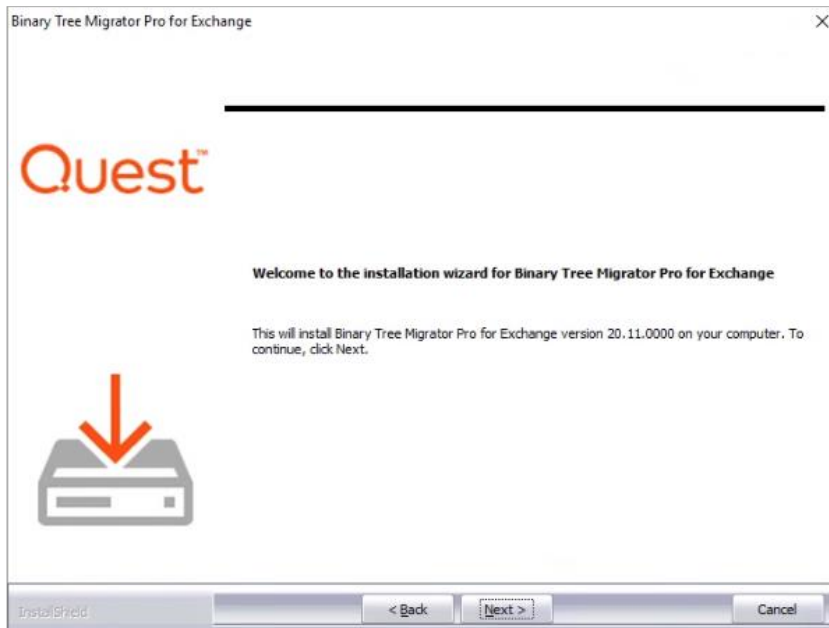 Binary Tree Migrator Pro for Exchange
Quest™
Welcome to the installation wizard for Binary Tree Migrator Pro for Exchange
This will install Binary Tree Migrator Pro for Exchange version 20.11.0000 on your computer. To
continue, click Next.
InstallShield
< Back
Next >
Cancel